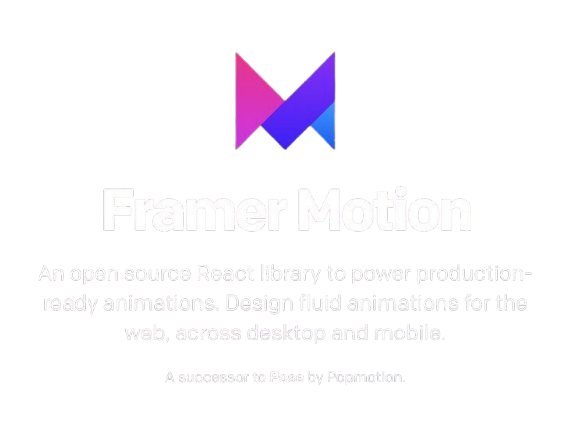 Framer Motion
An open source React library to power production-
ready animations. Design fluid animations for the
web, across desktop and mobile.
A successor to Pose by Popmotion.